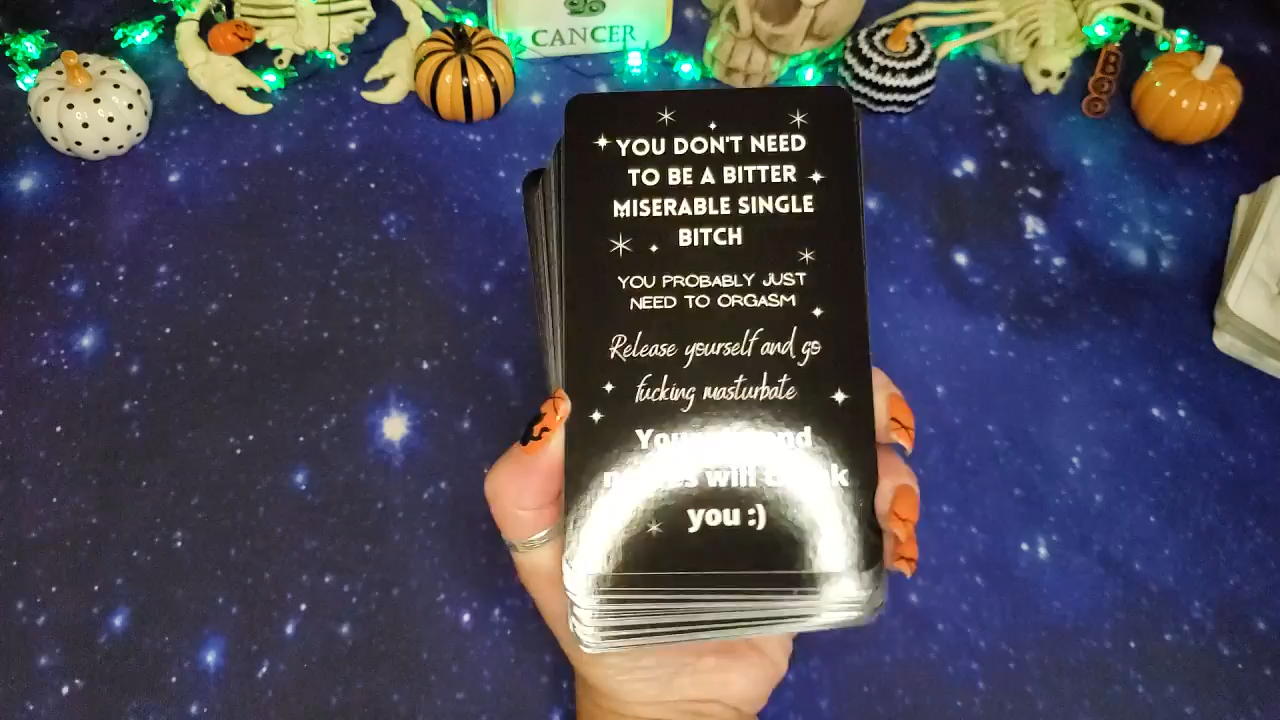 CANCER
BOO
YOU DON'T NEED
TO BE A BITTER
MISERABLE SINGLE
BITCH
YOU PROBABLY JUST
NEED TO ORGASM
Release yourself and go
fucking masturbate
will
you :)